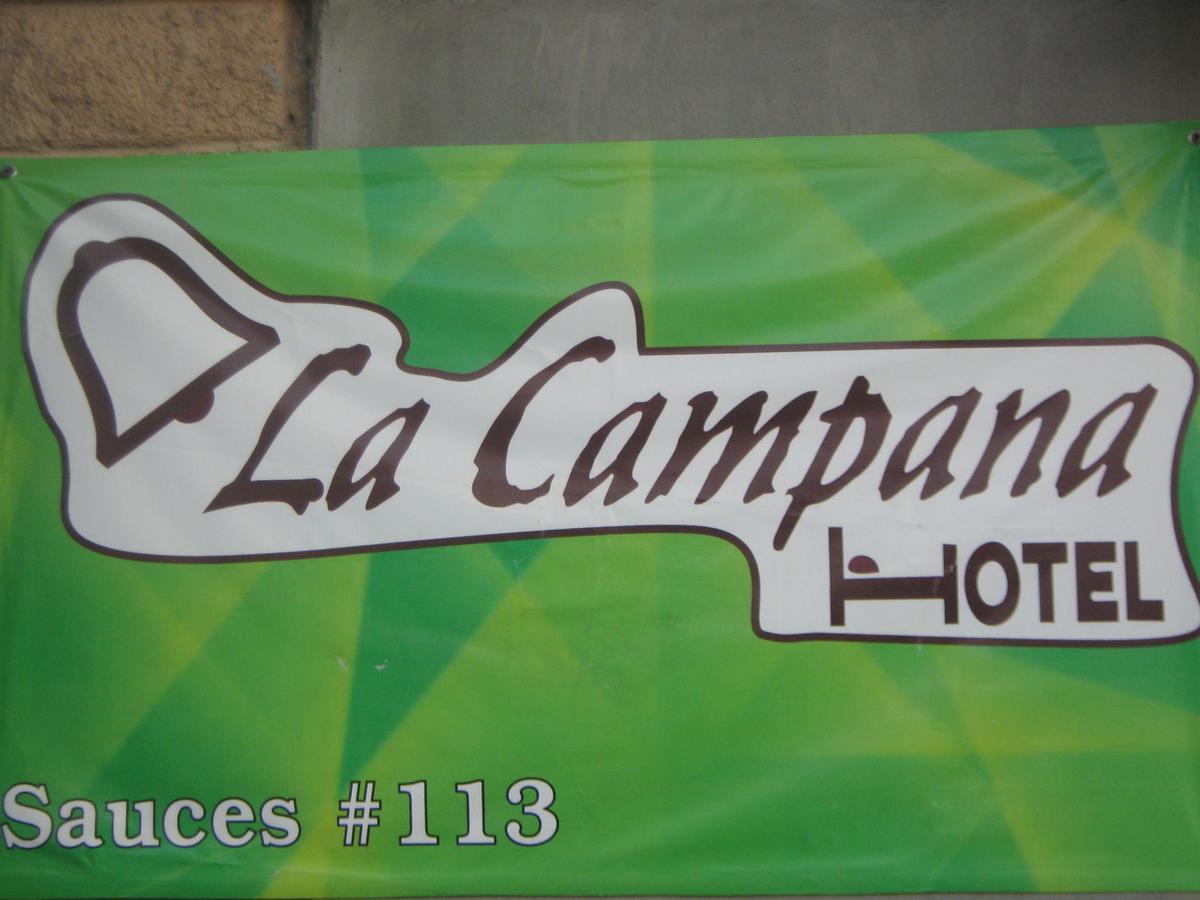 La Campana
HOTEL
Sauces #113